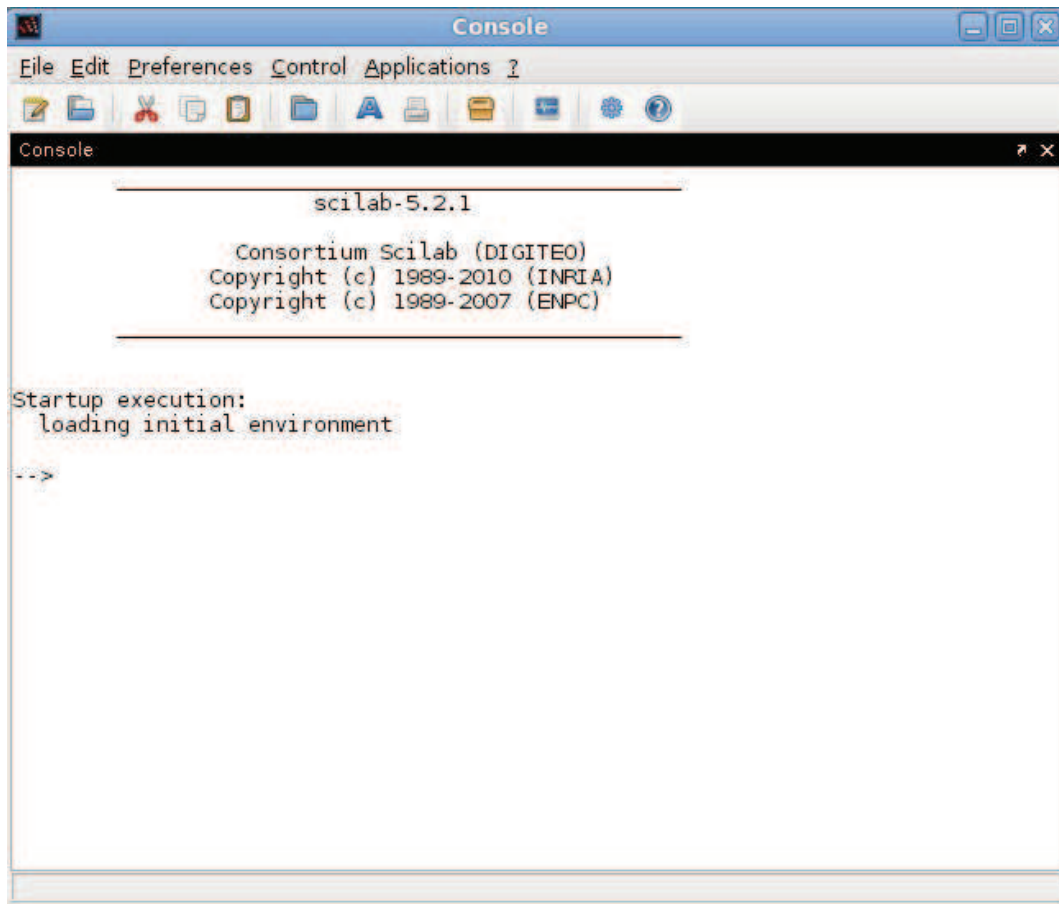 Console
File Edit Preferences Control Applications ?
Console
scilab-5.2.1
Consortium Scilab (DIGITEO)
Copyright (c) 1989-2010 (INRIA)
Copyright (c) 1989-2007 (ENPC)
Startup execution:
loading initial environment
-->